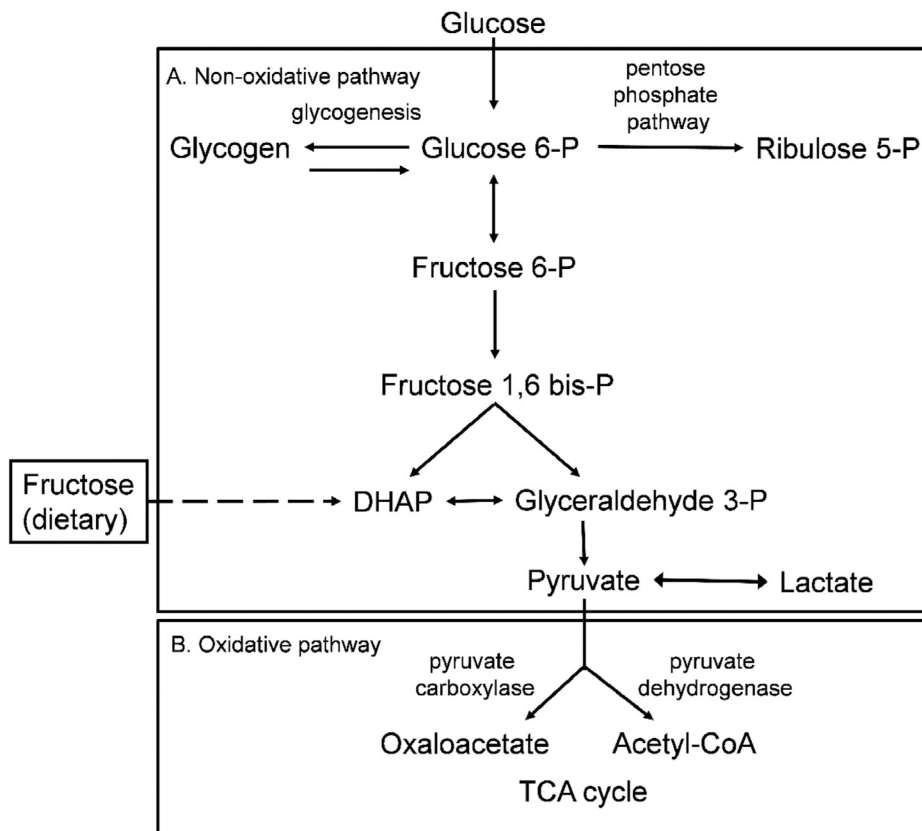 Glucose
A. Non-oxidative pathway
glycogenesis
pentose
phosphate
pathway
Glycogen
Glucose 6-P
Ribulose 5-P
Fructose 6-P
Fructose 1,6 bis-P
Fructose
(dietary)
DHAP
Glyceraldehyde 3-P
Pyruvate
Lactate
B. Oxidative pathway
pyruvate
carboxylase
pyruvate
dehydrogenase
Oxaloacetate
Acetyl-CoA
TCA cycle